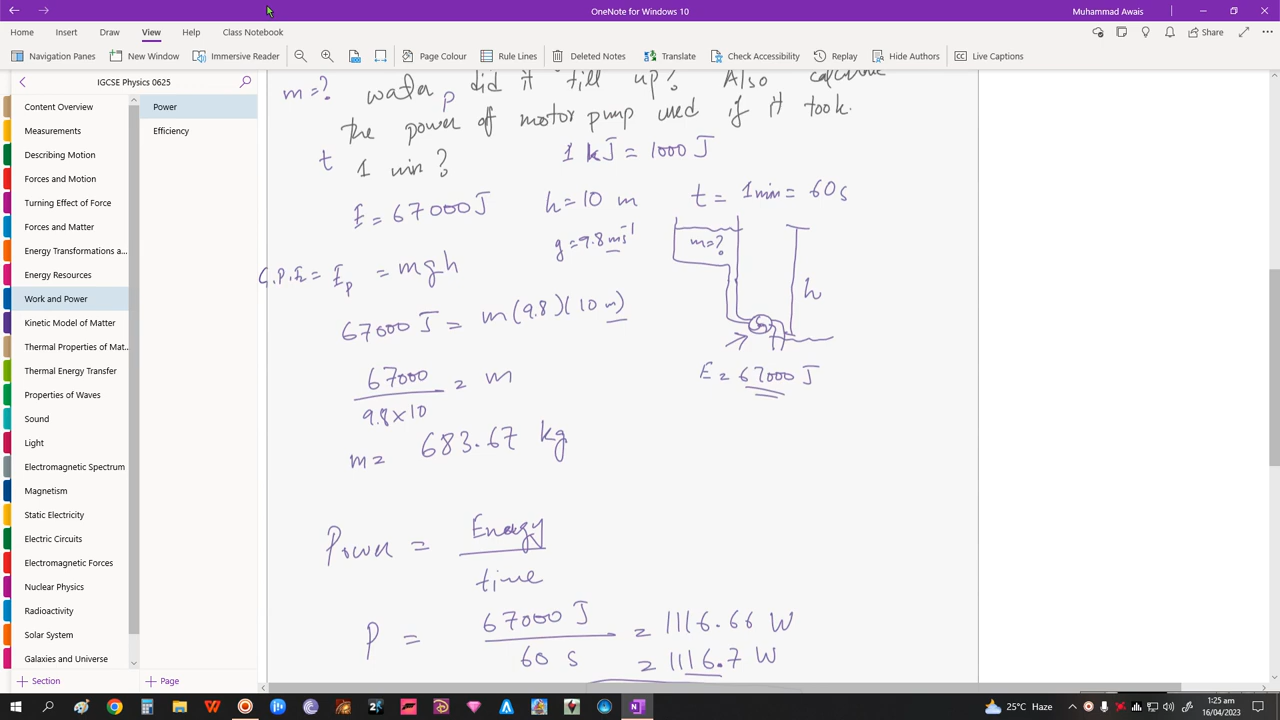 OneNote for Windows 10
Muhammad Awais
Home Insert Draw View Help Class Notebook
Share
Navigation Panes New Window Immersive Reader Page Colour Rule Lines Deleted Notes Translate Check Accessibility Replay Hide Authors Live Captions
IGCSE Physics 0625
Content Overview
Measurements
Describing Motion
Forces and Motion
Turning Effect of Force
Forces and Matter
Energy Transformations a...
Energy Resources
Work and Power
Kinetic Model of Matter
Thermal Properties of Mat...
Thermal Energy Transfer
Properties of Waves
Sound
Light
Electromagnetic Spectrum
Magnetism
Static Electricity
Electric Circuits
Electromagnetic Forces
Nuclear Physics
Radioactivity
Solar System
Galaxies and Universe
+ Section
Power
Efficiency
+ Page
m=? water did it fill up? Also
P
the power of motor pump used if it took
t 1 min? 1 kJ = 1000 J
E = 67000 J h = 10 m t = 1 min = 60 s
g = 9.8 ms⁻¹
m=?
h
G.P.E = Ep = mgh
67000 J = m(9.8)(10 m)
E = 67000 J
67000 = m
9.8×10
m = 683.67 kg
Power = Energy
time
P = 67000 J = 1116.66 W
60 s = 1116.7 W
25°C Haze
1:25 am
16/04/2023